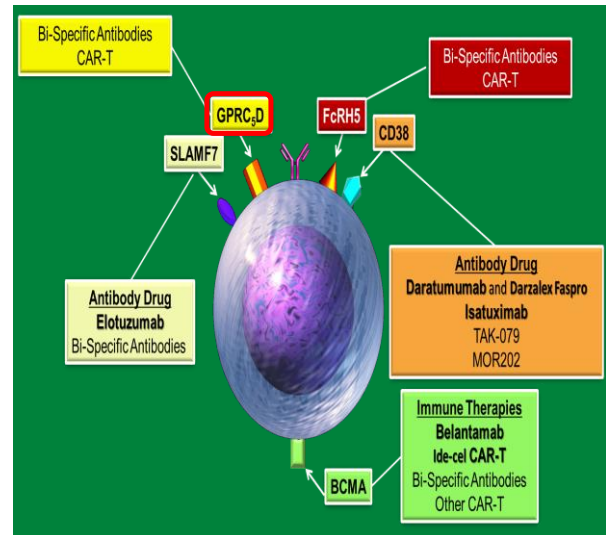 Bi-Specific Antibodies
CAR-T
Bi-Specific Antibodies
CAR-T
GPRC₅D
FcRH5
CD38
SLAMF7
Antibody Drug
Elotuzumab
Bi-Specific Antibodies
Antibody Drug
Daratumumab and Darzalex Faspro
Isatuximab
TAK-079
MOR202
Immune Therapies
Belantamab
Ide-cel CAR-T
Bi-Specific Antibodies
Other CAR-T
BCMA